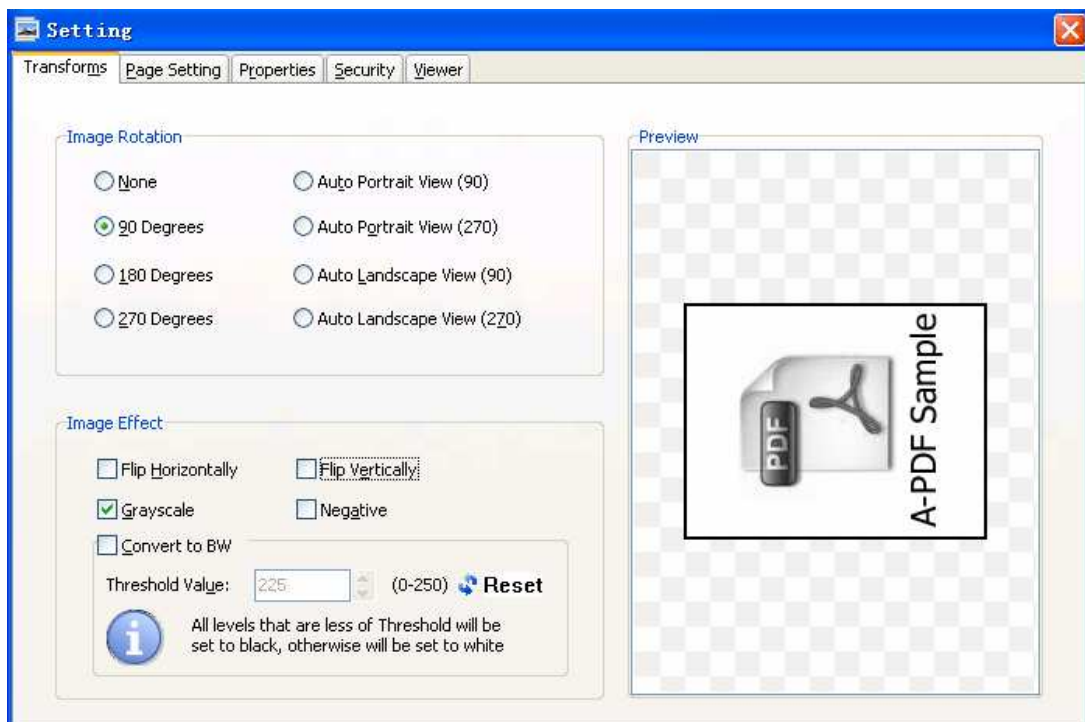 Setting
Transforms Page Setting Properties Security Viewer
Image Rotation
None
Auto Portrait View (90)
90 Degrees
Auto Portrait View (270)
180 Degrees
Auto Landscape View (90)
270 Degrees
Auto Landscape View (270)
Image Effect
Flip Horizontally
Flip Vertically
Grayscale
Negative
Convert to BW
Threshold Value: 225 (0-250) Reset
All levels that are less of Threshold will be
set to black, otherwise will be set to white
Preview
PDF
A-PDF Sample